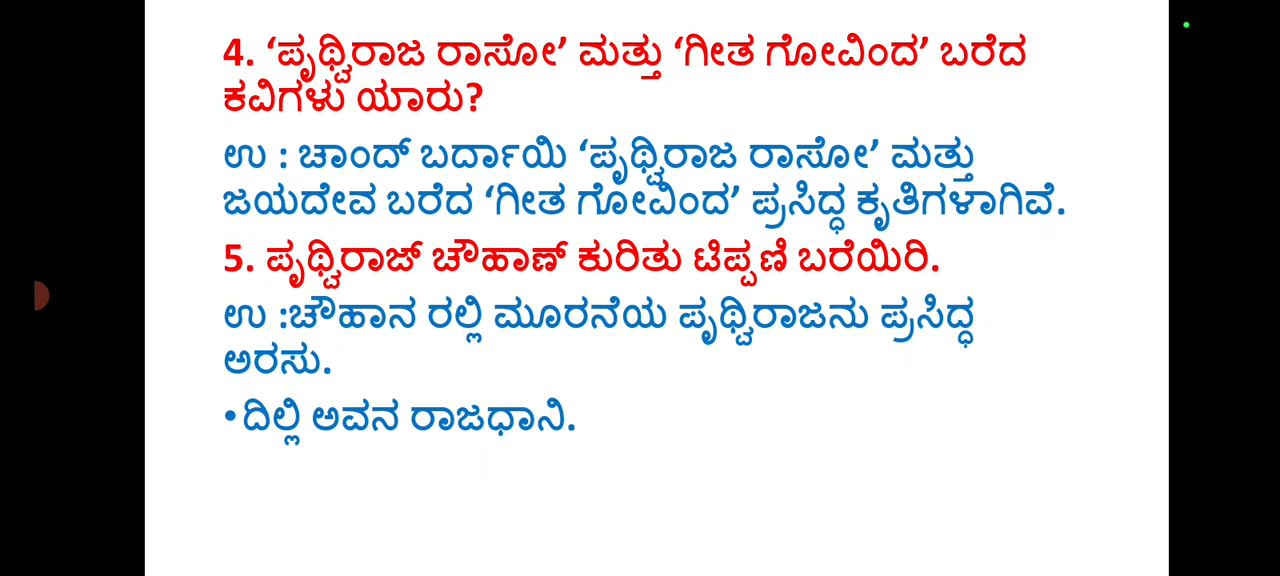 4. ‘ಪೃಥ್ವಿರಾಜ ರಾಸೋ’ ಮತ್ತು ‘ಗೀತ ಗೋವಿಂದ’ ಬರೆದ
ಕವಿಗಳು ಯಾರು?
ಉ : ಚಾಂದ್ ಬರ್ದಾಯಿ ‘ಪೃಥ್ವಿರಾಜ ರಾಸೋ’ ಮತ್ತು
ಜಯದೇವ ಬರೆದ ‘ಗೀತ ಗೋವಿಂದ’ ಪ್ರಸಿದ್ಧ ಕೃತಿಗಳಾಗಿವೆ.
5. ಪೃಥ್ವಿರಾಜ್ ಚೌಹಾಣ್ ಕುರಿತು ಟಿಪ್ಪಣಿ ಬರೆಯಿರಿ.
ಉ :ಚೌಹಾನ ರಲ್ಲಿ ಮೂರನೆಯ ಪೃಥ್ವಿರಾಜನು ಪ್ರಸಿದ್ಧ
ಅರಸು.
•ದಿಲ್ಲಿ ಅವನ ರಾಜಧಾನಿ.